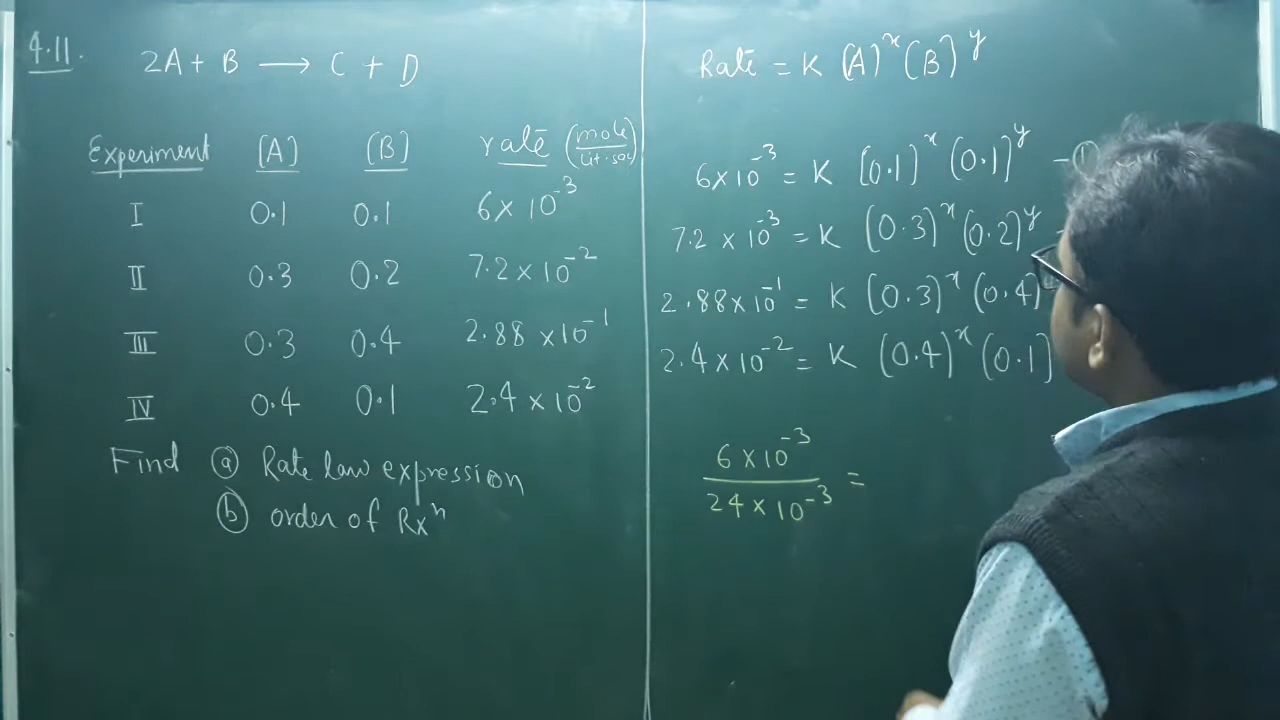 4.11. 2A + B ⟶ C + D
Experiment [A] [B] ratē (mole/Lit·sec)
I 0.1 0.1 6×10⁻³
II 0.3 0.2 7.2×10⁻²
III 0.3 0.4 2.88×10⁻¹
IV 0.4 0.1 2.4×10⁻²
Find ⓐ Rate law expression
ⓑ order of Rxⁿ
Ratē = K (A)ˣ (B)ʸ
6×10⁻³ = K [0.1)ˣ (0.1)ʸ –①
7.2×10⁻³ = K (0.3)ˣ (0.2)ʸ –
2.88×10⁻¹ = K (0.3)ˣ (0.4)
2.4×10⁻² = K (0.4)ˣ (0.1)
6×10⁻³/24×10⁻³ =